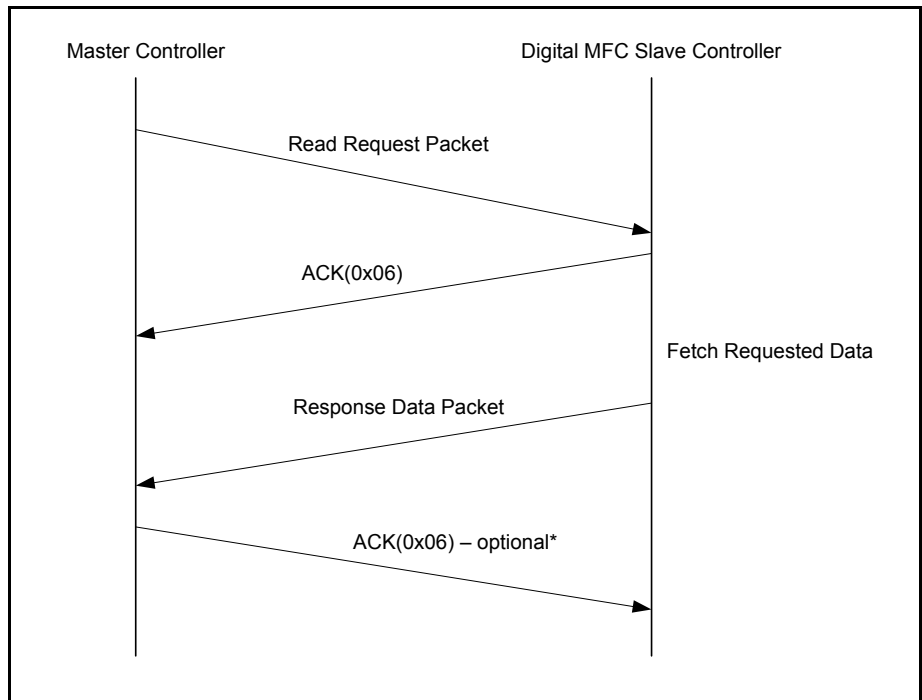 Master Controller
Digital MFC Slave Controller
Read Request Packet
ACK(0x06)
Fetch Requested Data
Response Data Packet
ACK(0x06) – optional*